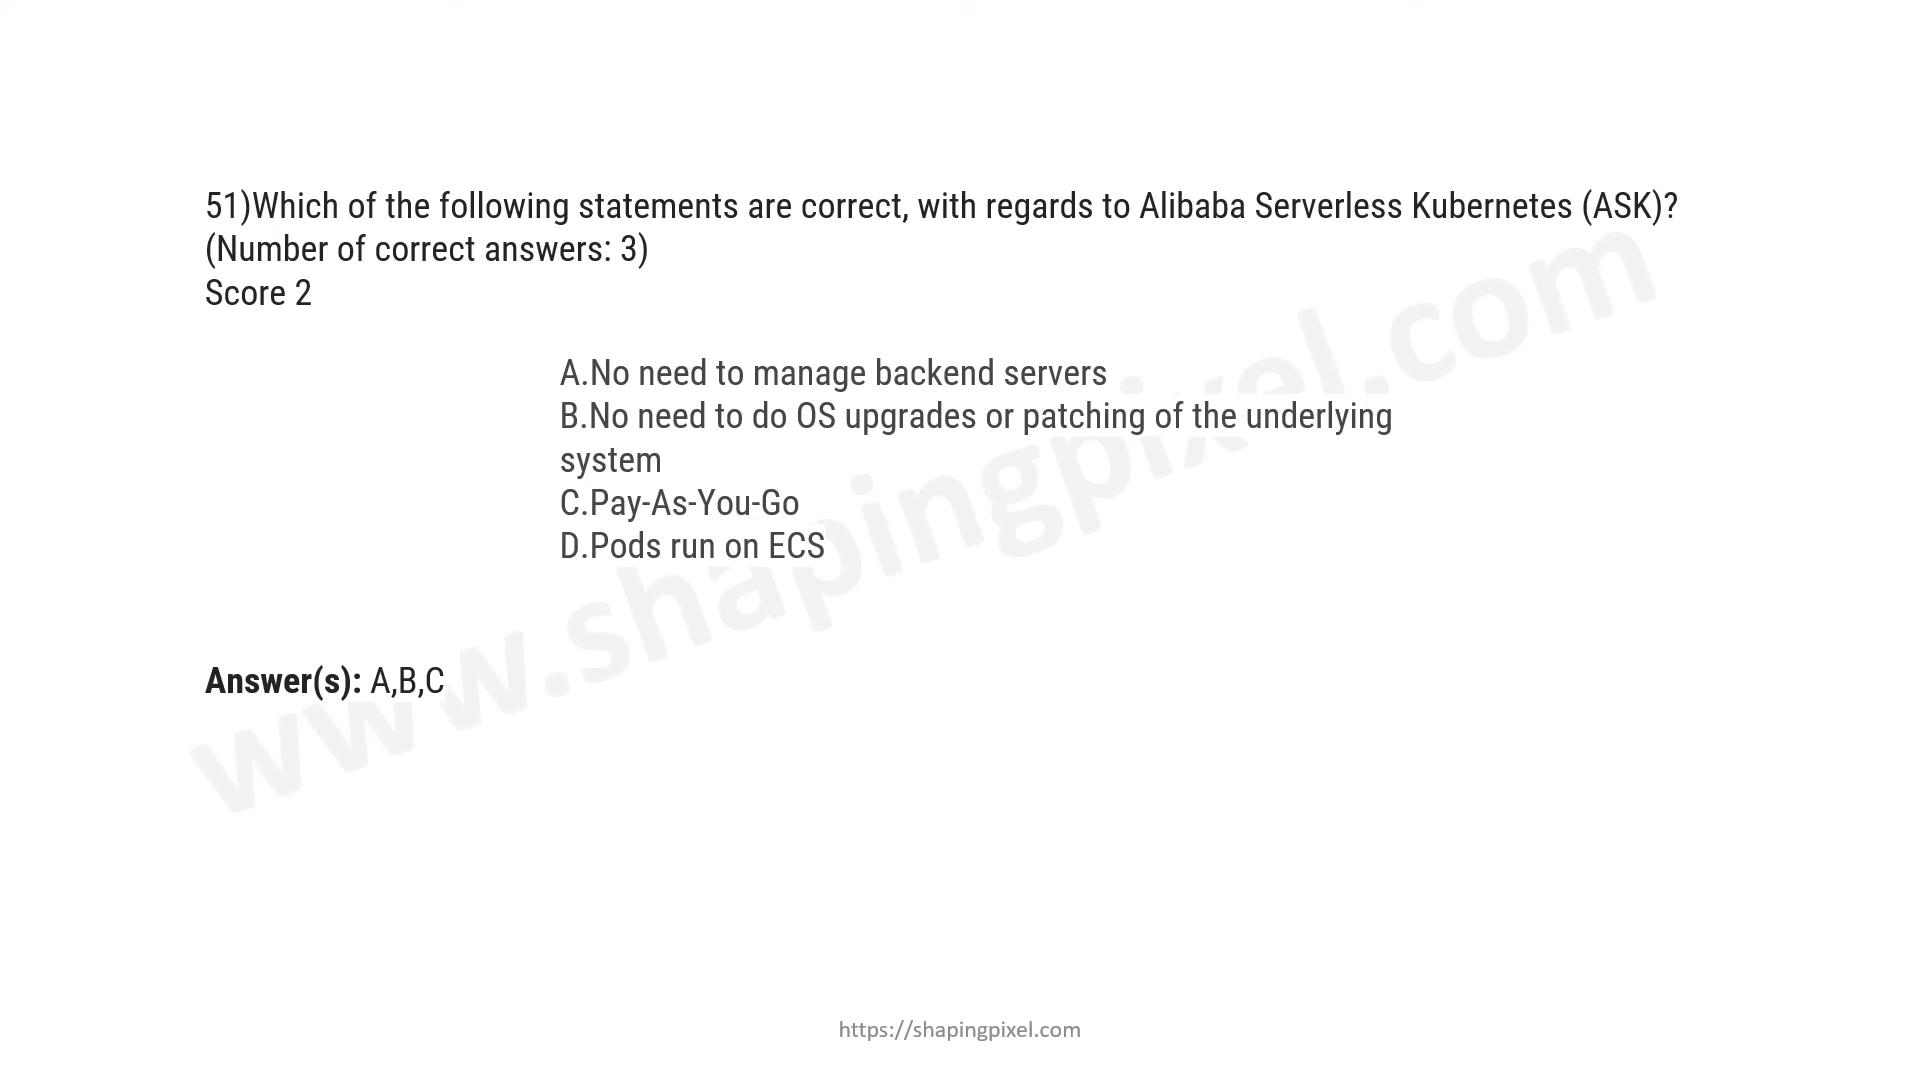 51)Which of the following statements are correct, with regards to Alibaba Serverless Kubernetes (ASK)?
(Number of correct answers: 3)
Score 2
A.No need to manage backend servers
B.No need to do OS upgrades or patching of the underlying
system
C.Pay-As-You-Go
D.Pods run on ECS
Answer(s): A,B,C
www.shapingpixel.com
https://shapingpixel.com